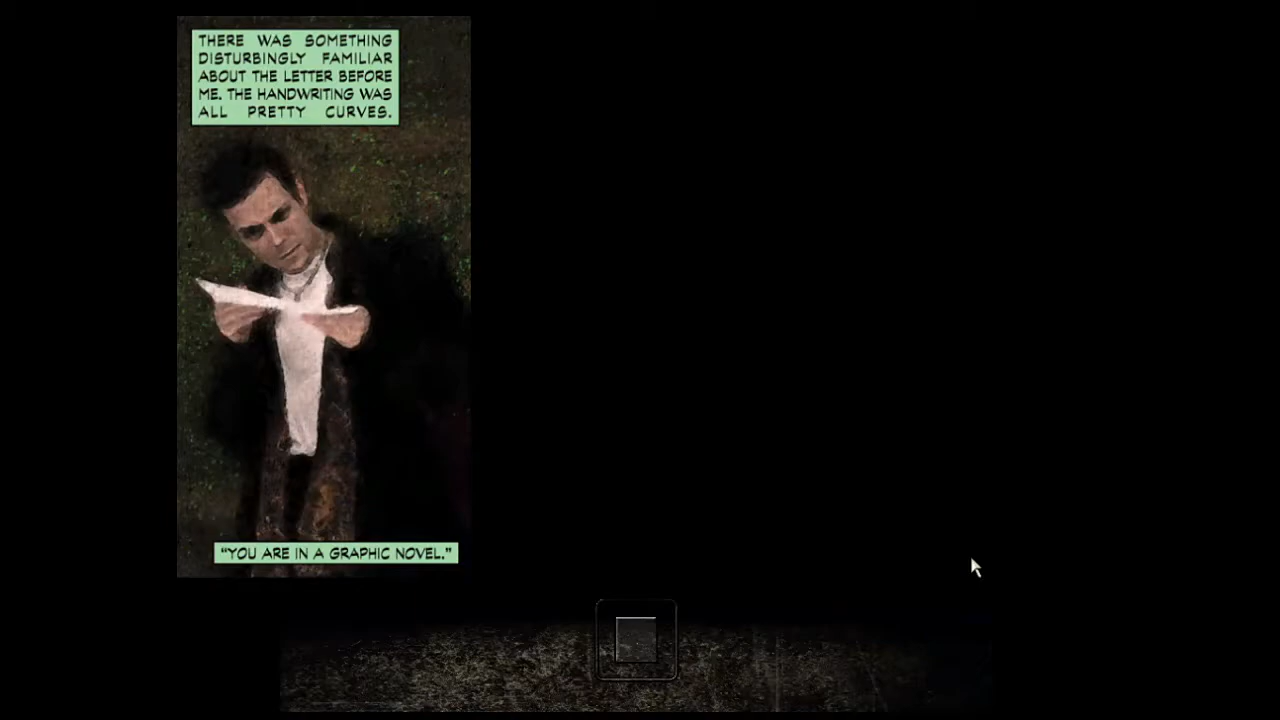 THERE WAS SOMETHING
DISTURBINGLY FAMILIAR
ABOUT THE LETTER BEFORE
ME. THE HANDWRITING WAS
ALL PRETTY CURVES.
“YOU ARE IN A GRAPHIC NOVEL.”